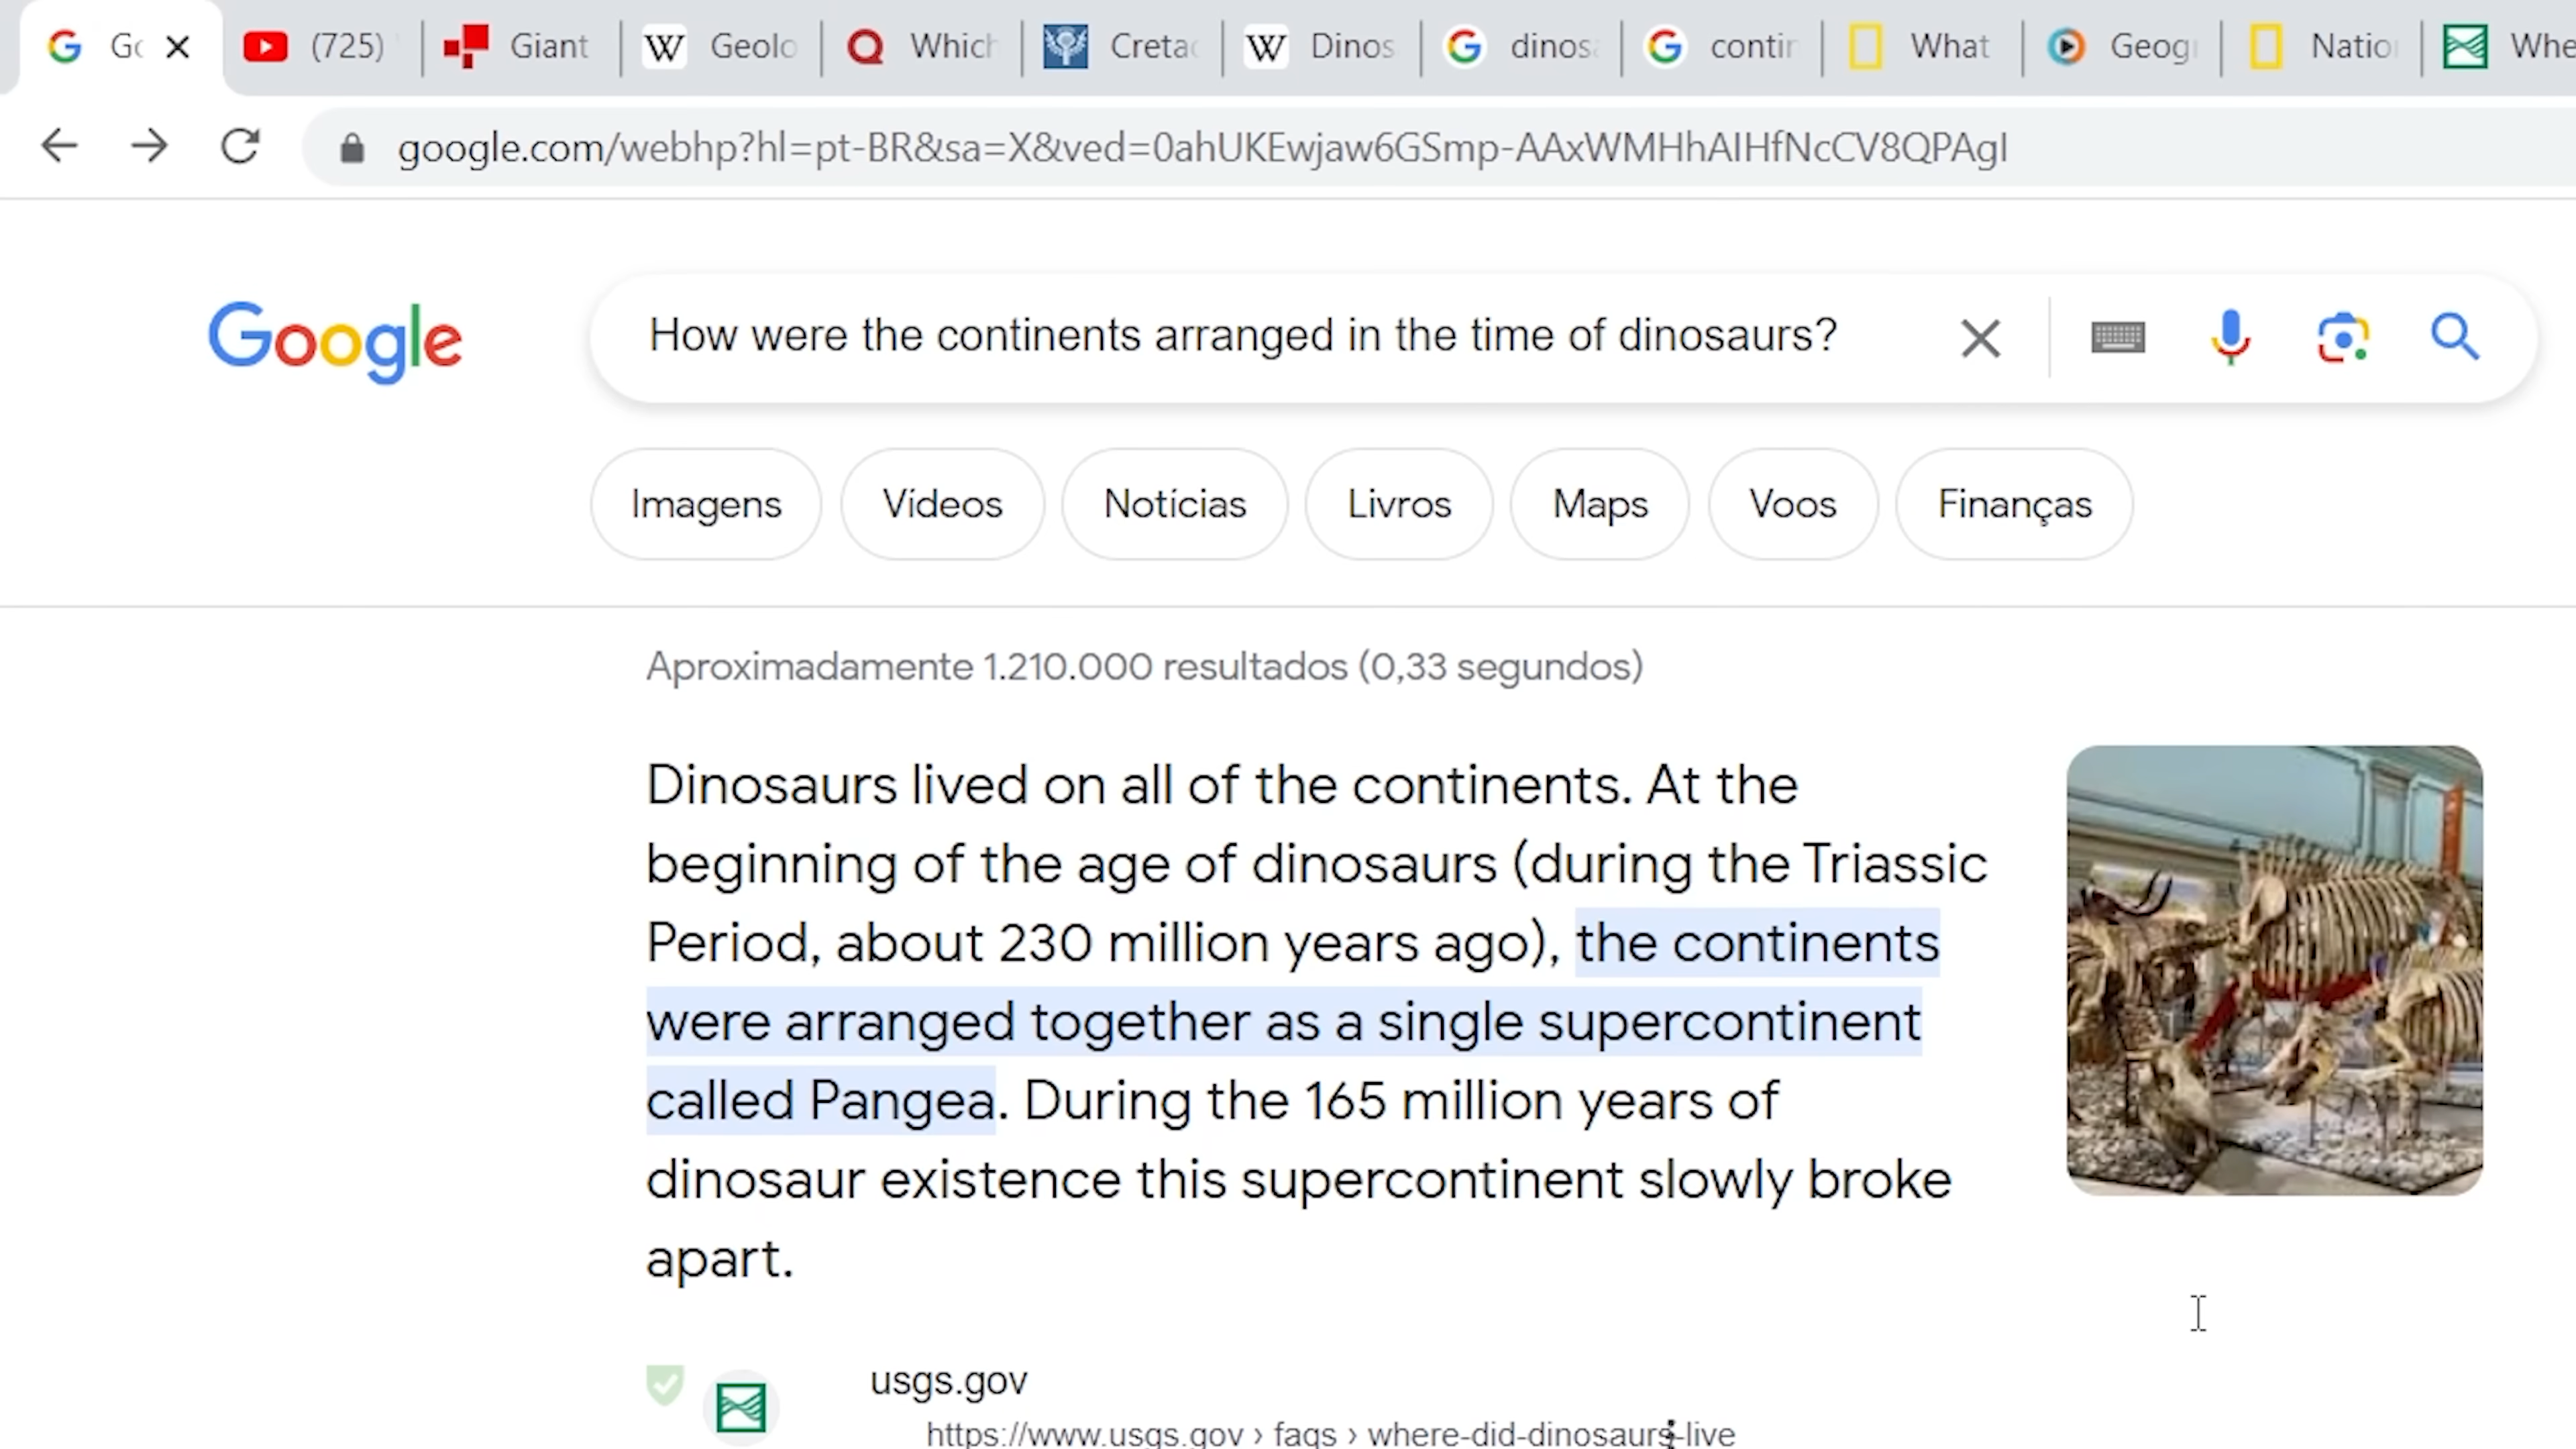 Gc
(725)
Giant
Geolo
Which
Cretac
Dinos
dinosa
contin
What
Geogr
Natio
Whe
google.com/webhp?hl=pt-BR&sa=X&ved=0ahUKEwjaw6GSmp-AAxWMHhAIHfNcCV8QPAgI
Google
How were the continents arranged in the time of dinosaurs?
Imagens
Vídeos
Notícias
Livros
Maps
Voos
Finanças
Aproximadamente 1.210.000 resultados (0,33 segundos)
Dinosaurs lived on all of the continents. At the
beginning of the age of dinosaurs (during the Triassic
Period, about 230 million years ago), the continents
were arranged together as a single supercontinent
called Pangea. During the 165 million years of
dinosaur existence this supercontinent slowly broke
apart.
usgs.gov
https://www.usgs.gov › faqs › where-did-dinosaurs-live